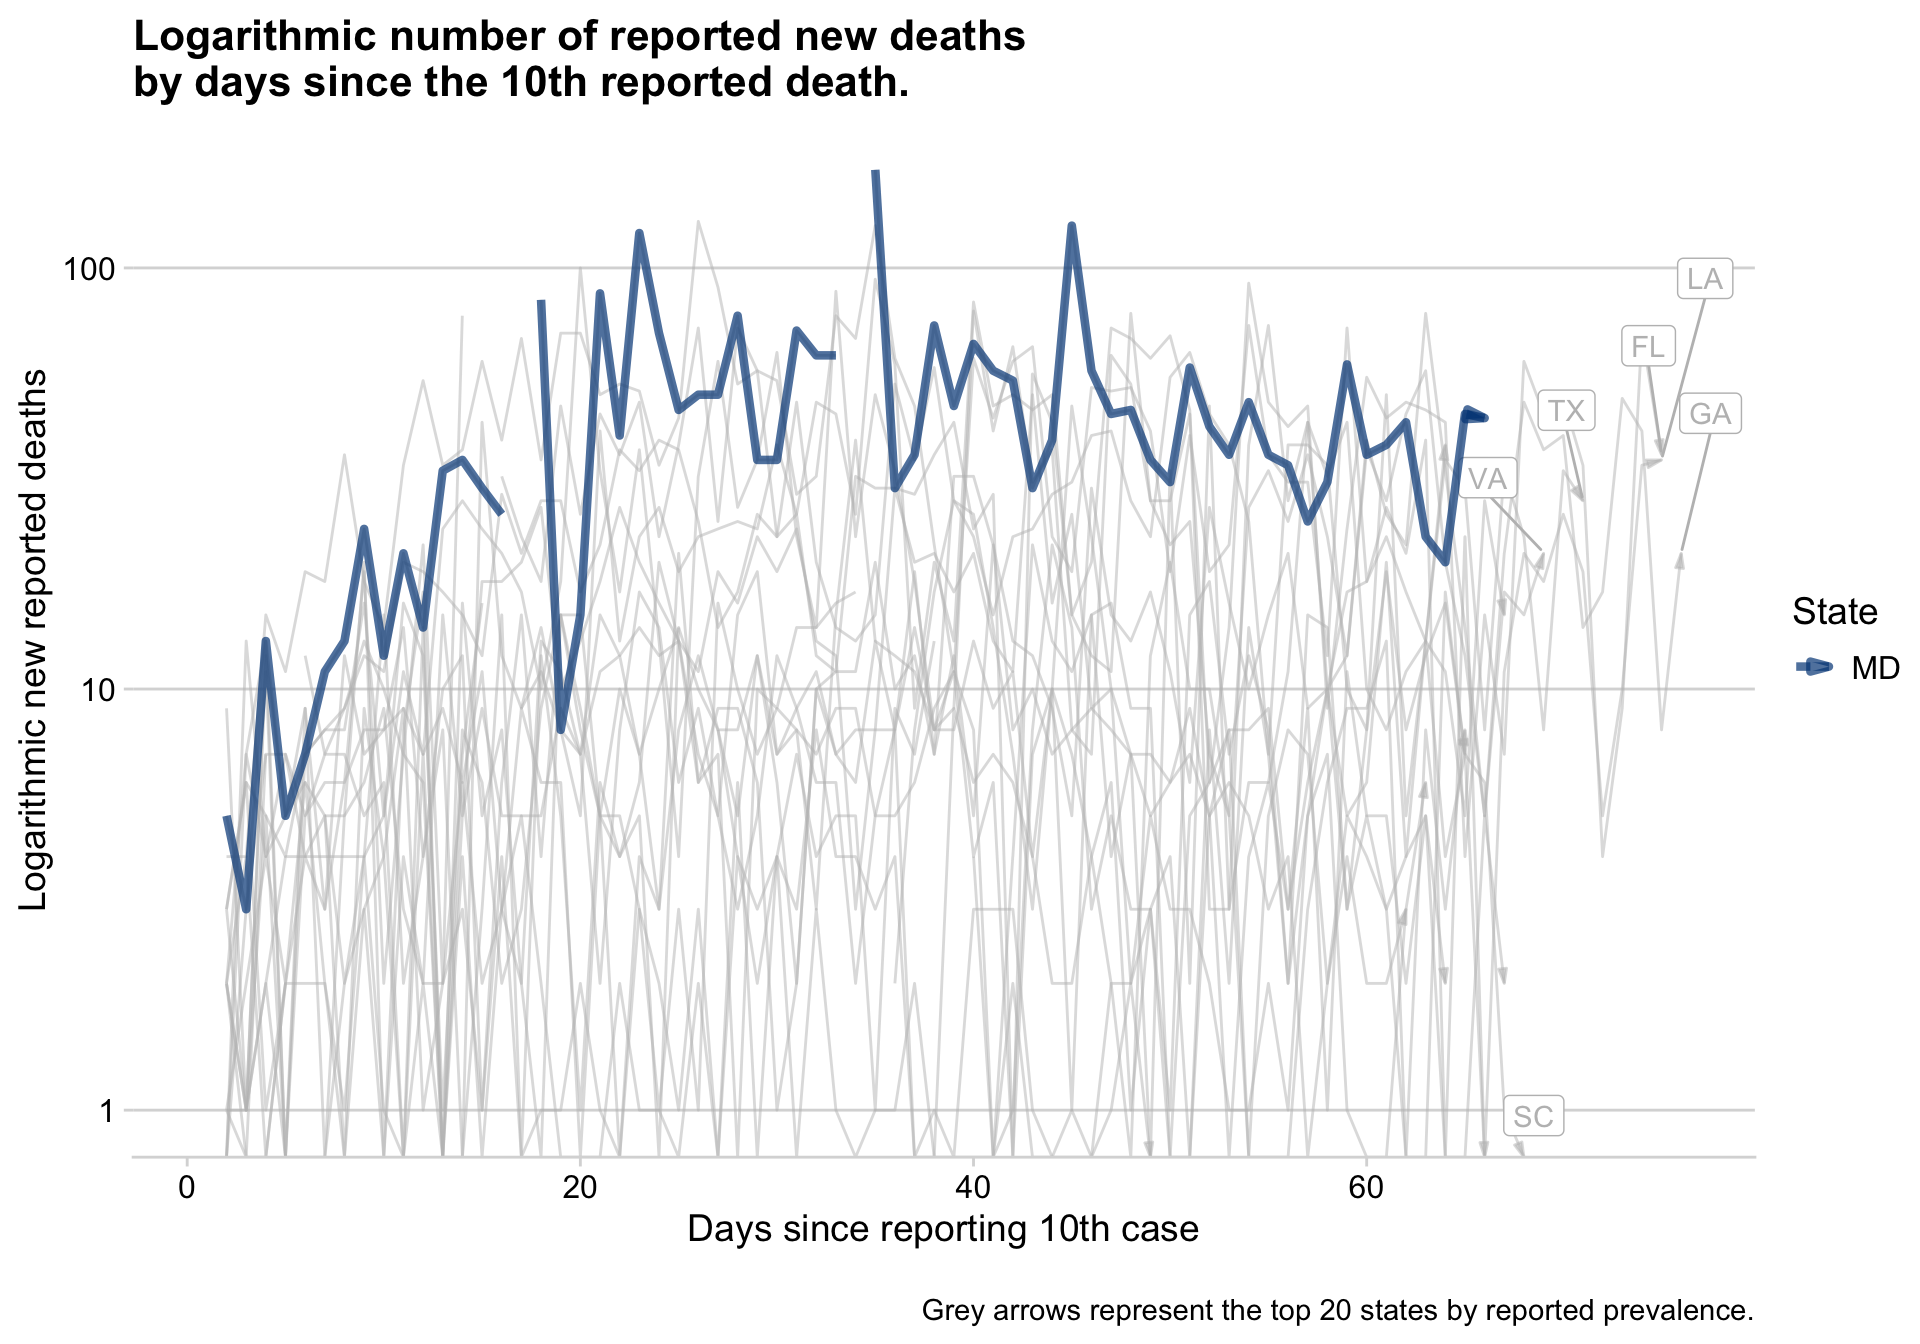 Logarithmic number of reported new deaths
by days since the 10th reported death.
Logarithmic new reported deaths
100
10
1
LA
FL
TX
GA
VA
SC
State
MD
0 20 40 60
Days since reporting 10th case
Grey arrows represent the top 20 states by reported prevalence.